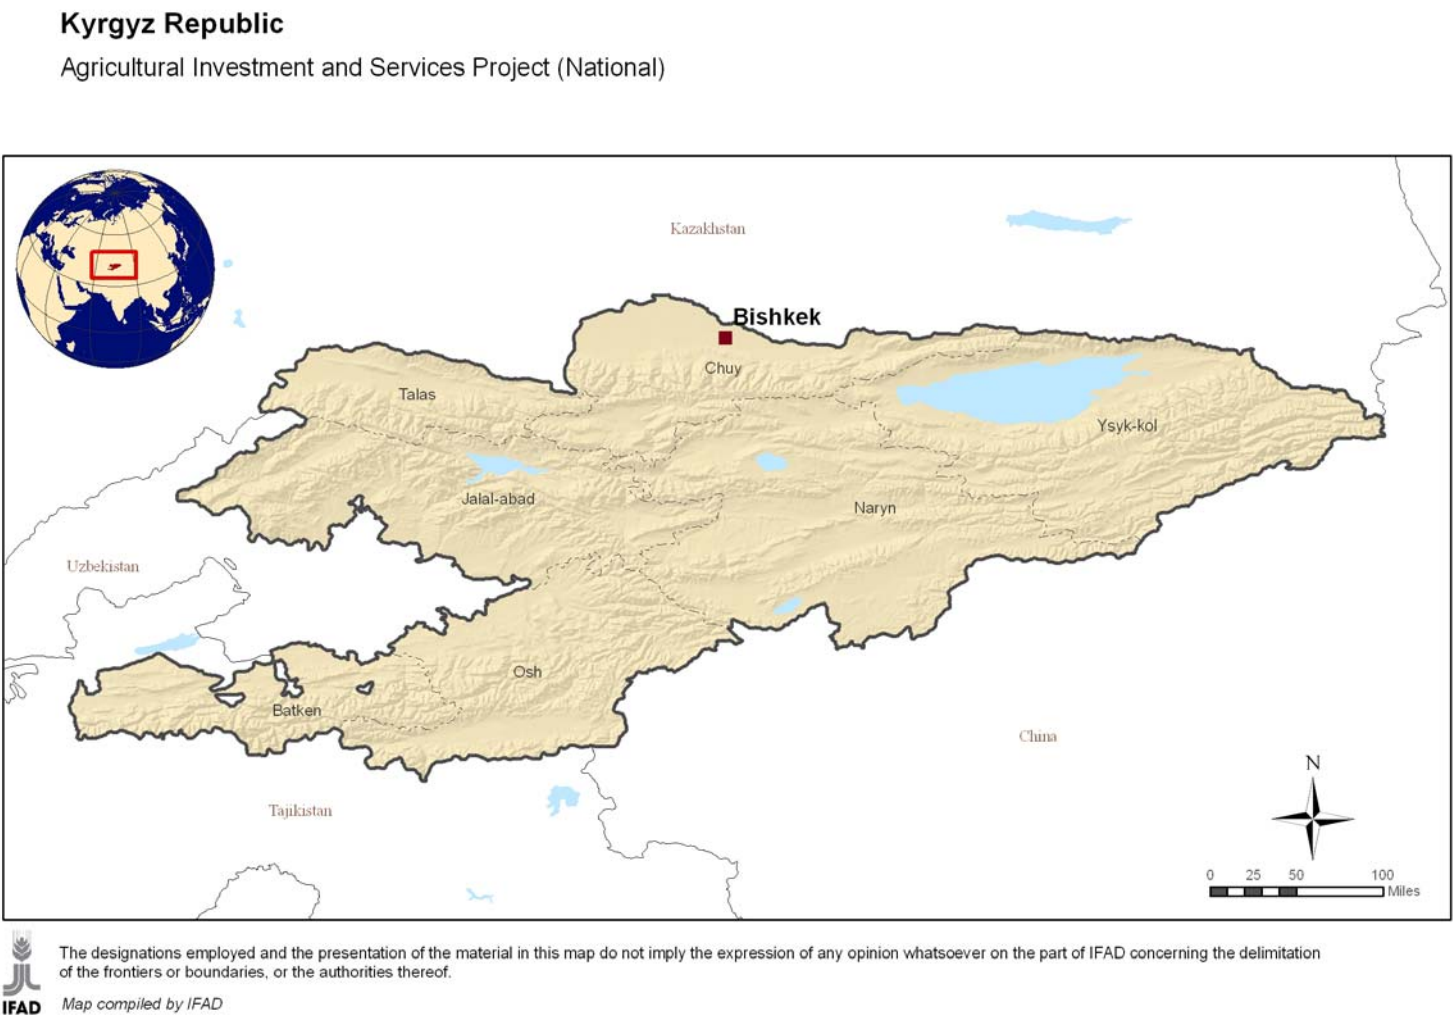 Kyrgyz Republic
Agricultural Investment and Services Project (National)
Kazakhstan
Bishkek
Chuy
Talas
Ysyk-kol
Jalal-abad
Naryn
Uzbekistan
Osh
Batken
China
Tajikistan
N
0 25 50 100
Miles
The designations employed and the presentation of the material in this map do not imply the expression of any opinion whatsoever on the part of IFAD concerning the delimitation
of the frontiers or boundaries, or the authorities thereof.
IFAD
Map compiled by IFAD